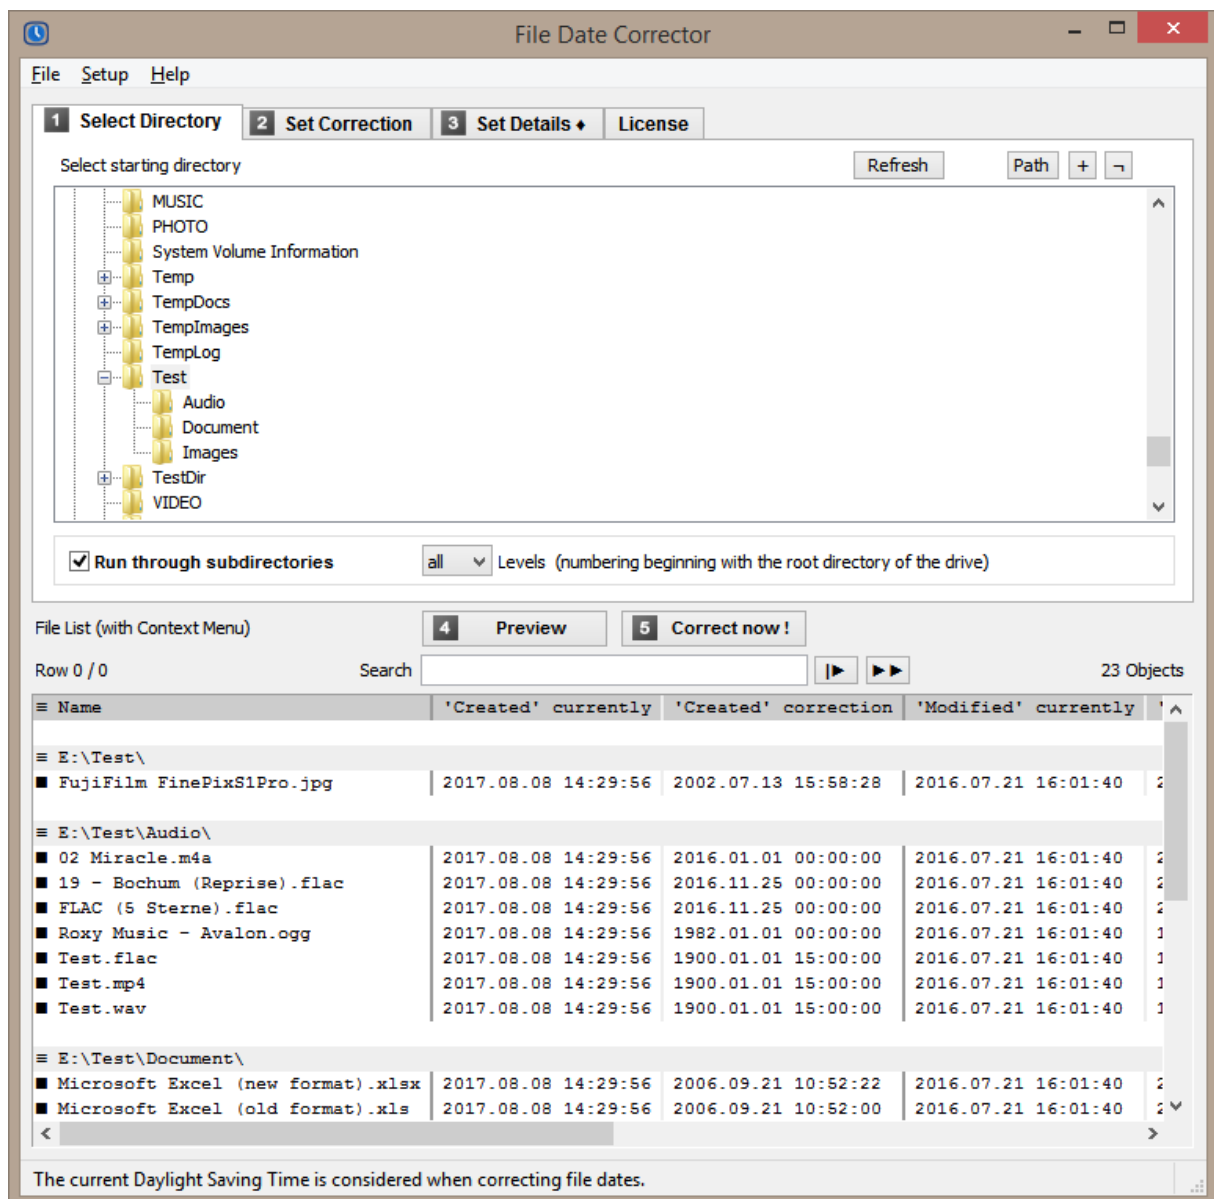 File Date Corrector
File Setup Help
1 Select Directory 2 Set Correction 3 Set Details ♦ License
Select starting directory Refresh Path + ¬
MUSIC
PHOTO
System Volume Information
Temp
TempDocs
TempImages
TempLog
Test
Audio
Document
Images
TestDir
VIDEO
Run through subdirectories all Levels (numbering beginning with the root directory of the drive)
File List (with Context Menu) 4 Preview 5 Correct now !
Row 0 / 0 Search 23 Objects
≡ Name 'Created' currently 'Created' correction 'Modified' currently '
≡ E:\Test\
■ FujiFilm FinePixS1Pro.jpg 2017.08.08 14:29:56 2002.07.13 15:58:28 2016.07.21 16:01:40 2
≡ E:\Test\Audio\
■ 02 Miracle.m4a 2017.08.08 14:29:56 2016.01.01 00:00:00 2016.07.21 16:01:40 2
■ 19 - Bochum (Reprise).flac 2017.08.08 14:29:56 2016.11.25 00:00:00 2016.07.21 16:01:40 2
■ FLAC (5 Sterne).flac 2017.08.08 14:29:56 2016.11.25 00:00:00 2016.07.21 16:01:40 2
■ Roxy Music - Avalon.ogg 2017.08.08 14:29:56 1982.01.01 00:00:00 2016.07.21 16:01:40 1
■ Test.flac 2017.08.08 14:29:56 1900.01.01 15:00:00 2016.07.21 16:01:40 1
■ Test.mp4 2017.08.08 14:29:56 1900.01.01 15:00:00 2016.07.21 16:01:40 1
■ Test.wav 2017.08.08 14:29:56 1900.01.01 15:00:00 2016.07.21 16:01:40 1
≡ E:\Test\Document\
■ Microsoft Excel (new format).xlsx 2017.08.08 14:29:56 2006.09.21 10:52:22 2016.07.21 16:01:40 2
■ Microsoft Excel (old format).xls 2017.08.08 14:29:56 2006.09.21 10:52:00 2016.07.21 16:01:40 2
The current Daylight Saving Time is considered when correcting file dates.